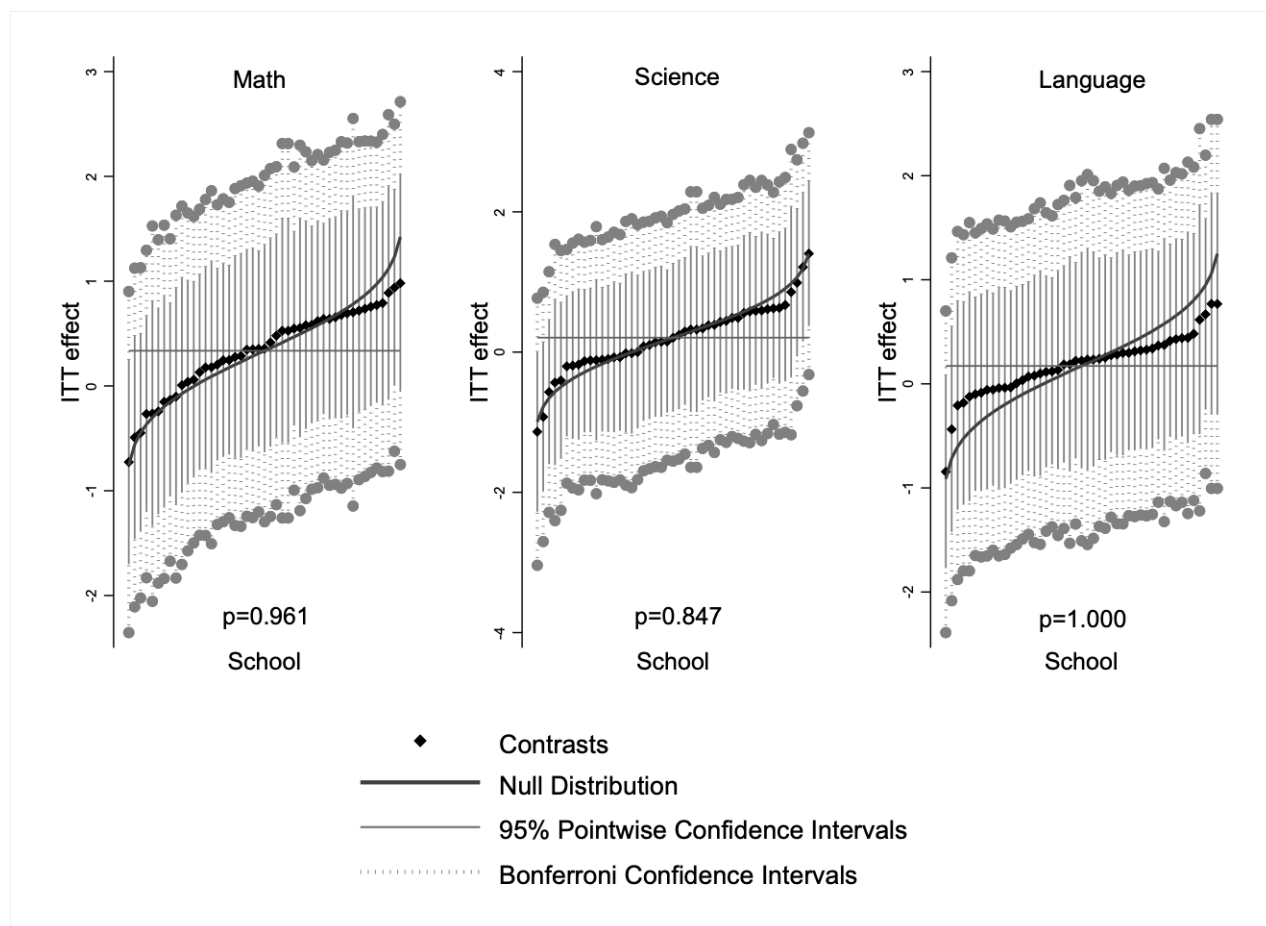 Math
ITT effect
3
2
1
0
-1
-2
p=0.961
School
Science
ITT effect
4
2
0
-2
-4
p=0.847
School
Language
ITT effect
3
2
1
0
-1
-2
p=1.000
School
Contrasts
Null Distribution
95% Pointwise Confidence Intervals
Bonferroni Confidence Intervals